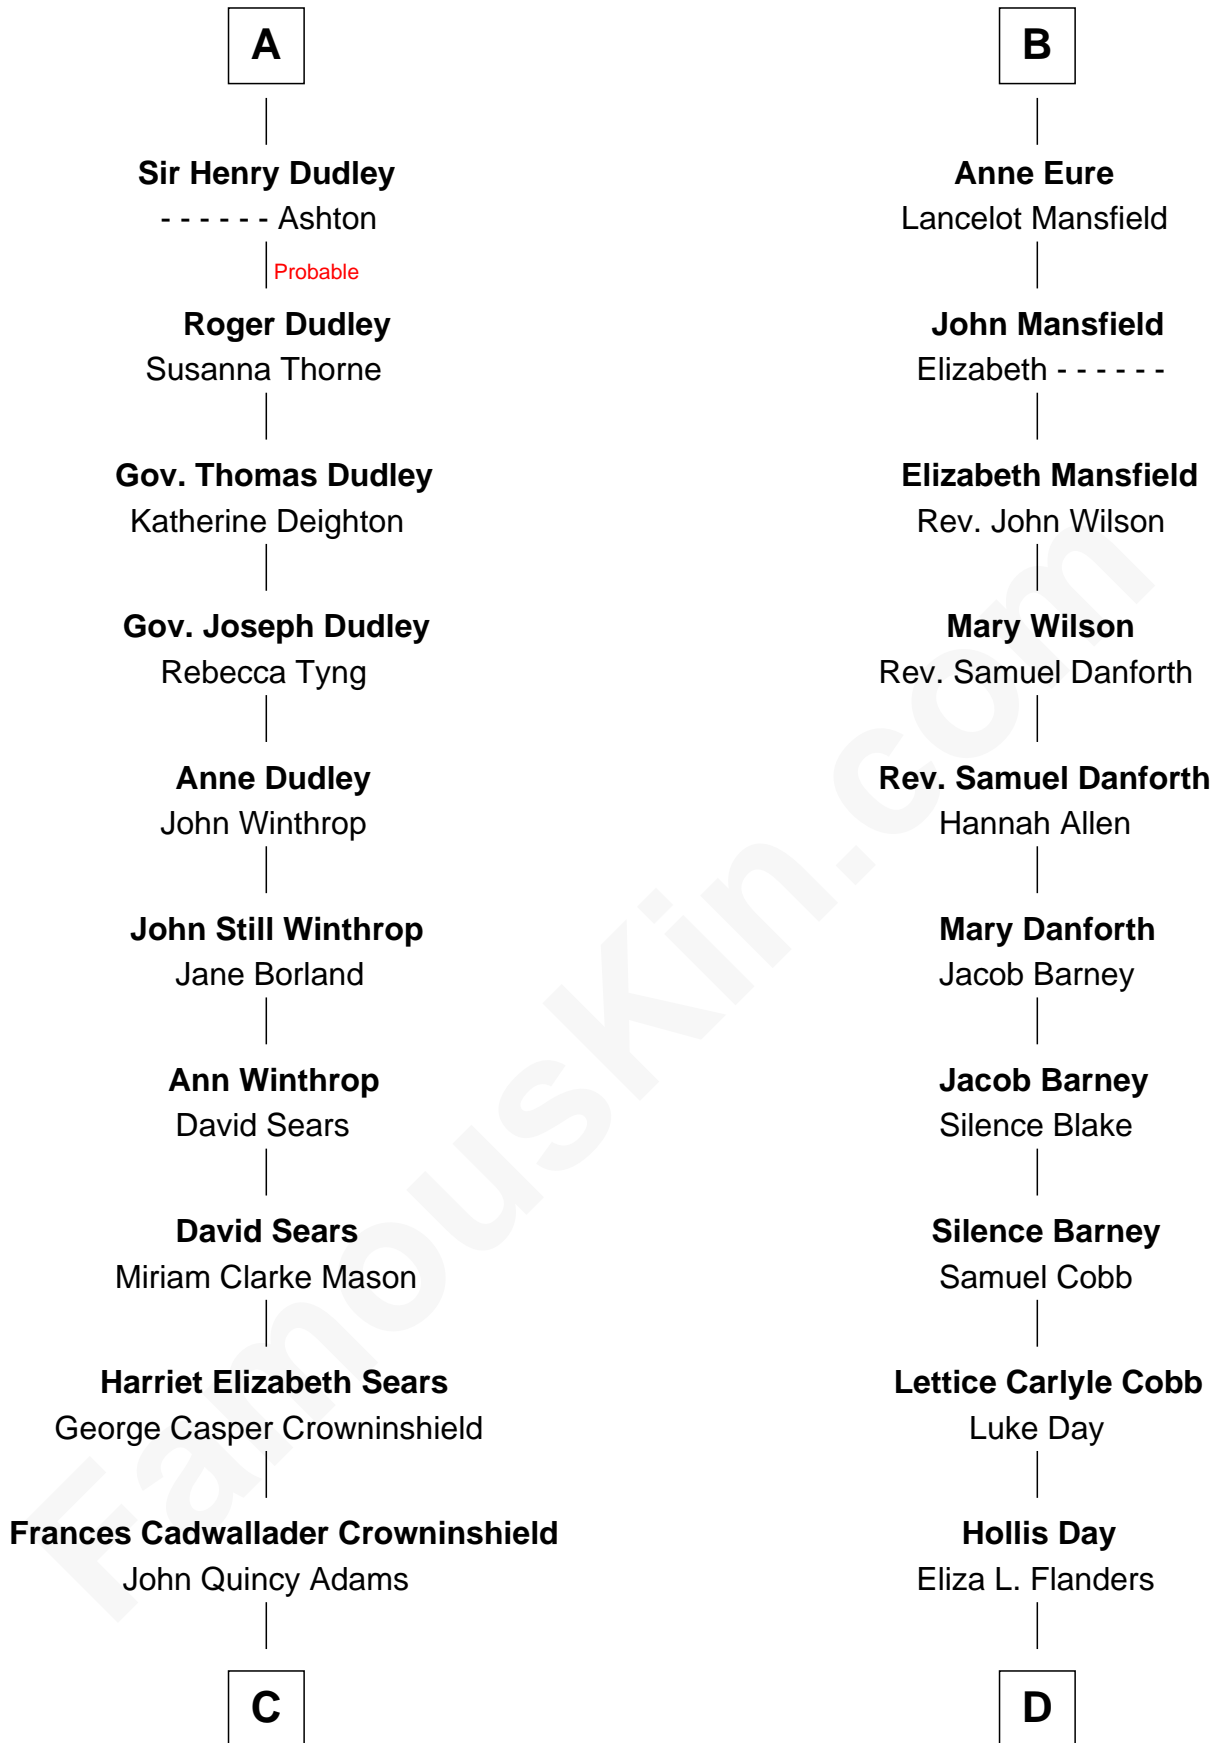 A
Sir Henry Dudley
- - - - - - Ashton
Probable
Roger Dudley
Susanna Thorne
Gov. Thomas Dudley
Katherine Deighton
Gov. Joseph Dudley
Rebecca Tyng
Anne Dudley
John Winthrop
John Still Winthrop
Jane Borland
Ann Winthrop
David Sears
David Sears
Miriam Clarke Mason
Harriet Elizabeth Sears
George Casper Crowninshield
Frances Cadwallader Crowninshield
John Quincy Adams
C
B
Anne Eure
Lancelot Mansfield
John Mansfield
Elizabeth - - - - - -
Elizabeth Mansfield
Rev. John Wilson
Mary Wilson
Rev. Samuel Danforth
Rev. Samuel Danforth
Hannah Allen
Mary Danforth
Jacob Barney
Jacob Barney
Silence Blake
Silence Barney
Samuel Cobb
Lettice Carlyle Cobb
Luke Day
Hollis Day
Eliza L. Flanders
D
FamousKin.com